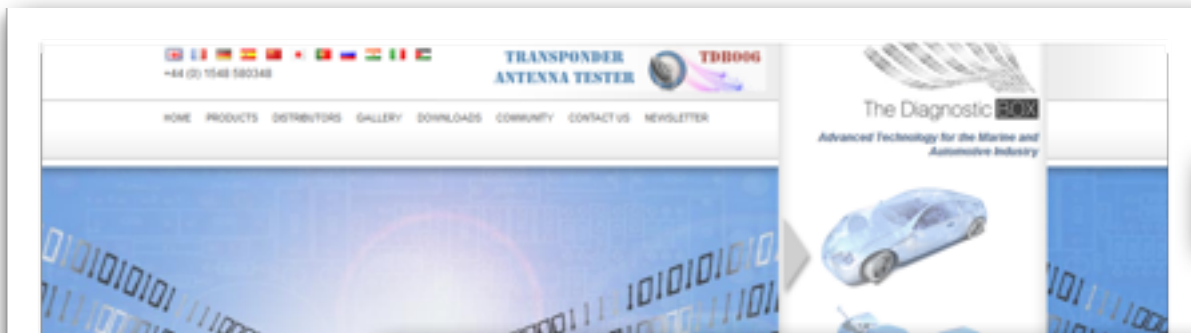 +44 (0) 1548 580348
TRANSPONDER TDB006
ANTENNA TESTER
HOME PRODUCTS DISTRIBUTORS GALLERY DOWNLOADS COMMUNITY CONTACT US NEWSLETTER
The Diagnostic BOX
Advanced Technology for the Marine and
Automotive Industry